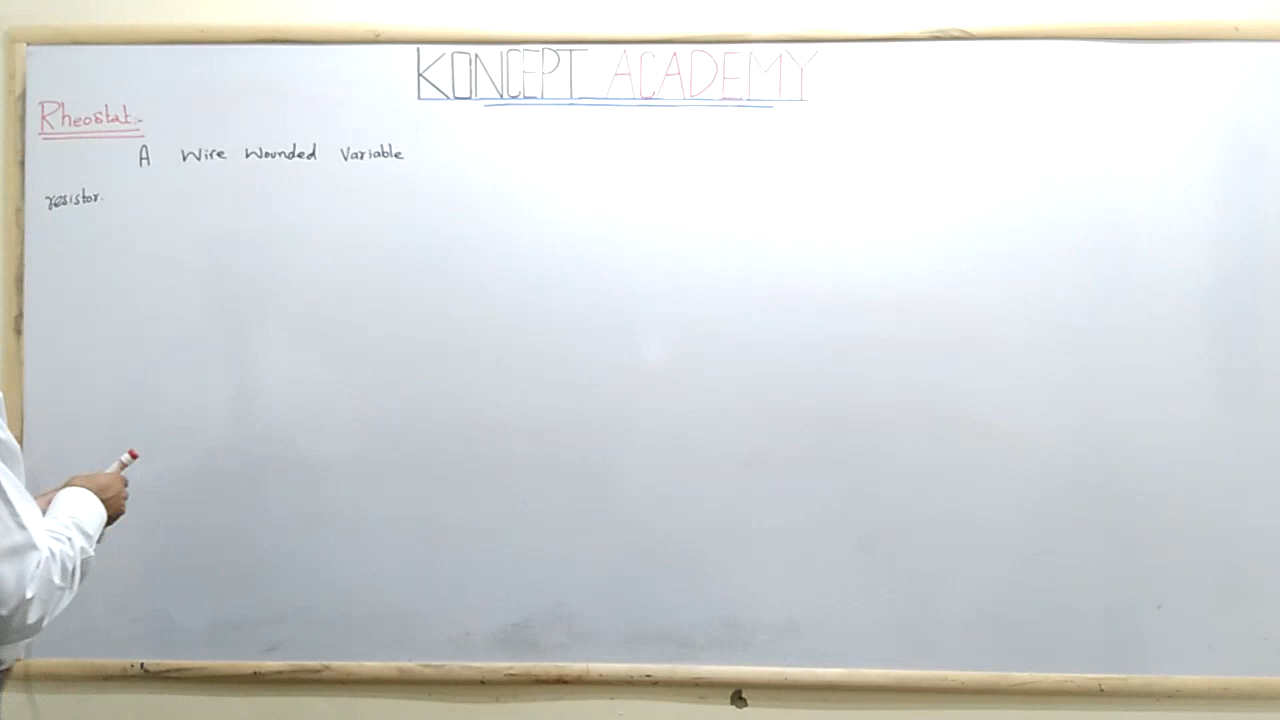 KONCEPT ACADEMY
Rheostat:-
A Wire Wounded Variable
resistor.